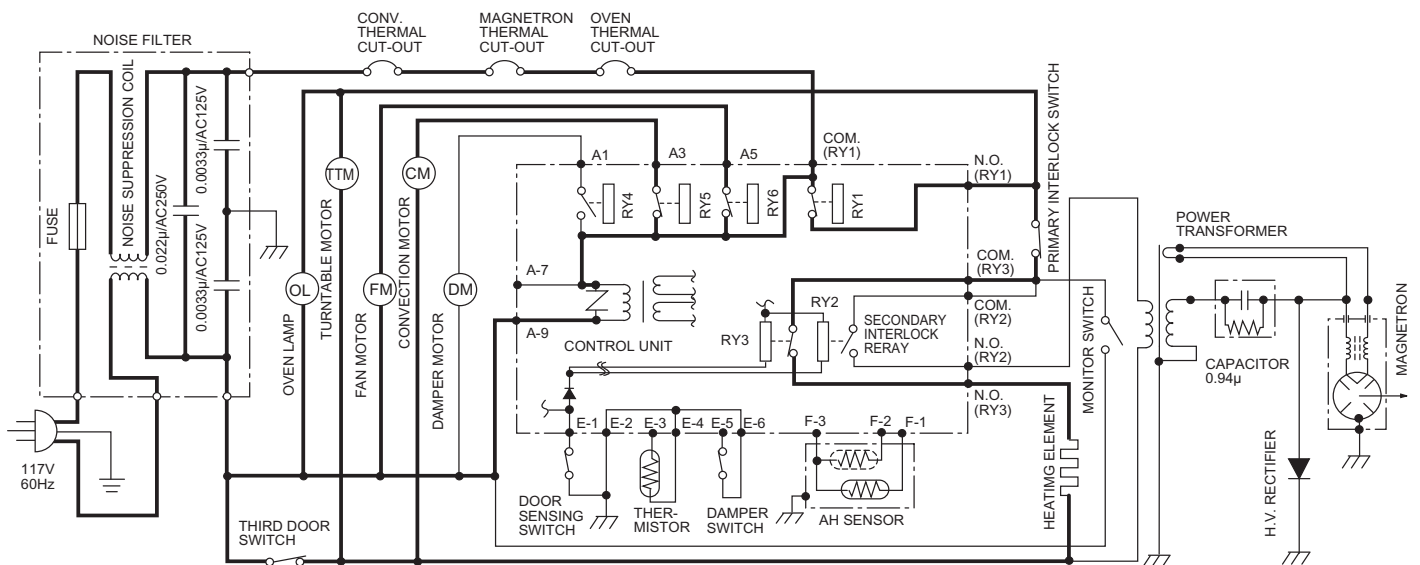 CONV.
THERMAL
CUT-OUT
MAGNETRON
THERMAL
CUT-OUT
OVEN
THERMAL
CUT-OUT
NOISE FILTER
FUSE
NOISE SUPPRESSION COIL
0.022µ/AC250V
0.0033µ/AC125V
0.0033µ/AC125V
117V
60Hz
OL
OVEN LAMP
TTM
TURNTABLE MOTOR
FM
FAN MOTOR
CM
CONVECTION MOTOR
DM
DAMPER MOTOR
A1
A3
A5
COM.
(RY1)
N.O.
(RY1)
RY4
RY5
RY6
RY1
PRIMARY INTERLOCK SWITCH
A-7
A-9
CONTROL UNIT
COM.
(RY3)
COM.
(RY2)
N.O.
(RY2)
N.O.
(RY3)
RY3
RY2
SECONDARY
INTERLOCK
RERAY
E-1
E-2
E-3
E-4
E-5
E-6
F-3
F-2
F-1
DOOR
SENSING
SWITCH
THER-
MISTOR
DAMPER
SWITCH
AH SENSOR
THIRD DOOR
SWITCH
HEATIMG ELEMENT
MONITOR SWITCH
POWER
TRANSFORMER
CAPACITOR
0.94µ
H.V. RECTIFIER
MAGNETRON